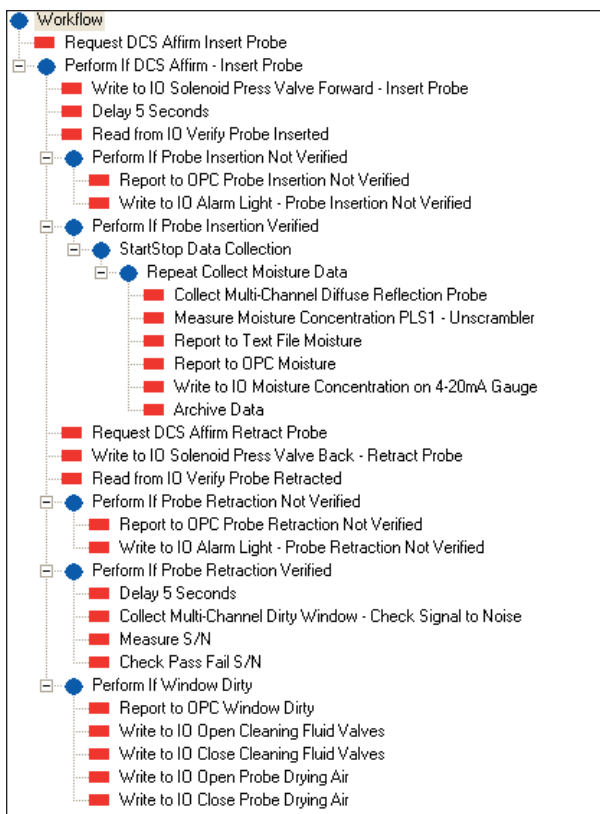 Workflow
Request DCS Affirm Insert Probe
Perform If DCS Affirm - Insert Probe
Write to IO Solenoid Press Valve Forward - Insert Probe
Delay 5 Seconds
Read from IO Verify Probe Inserted
Perform If Probe Insertion Not Verified
Report to OPC Probe Insertion Not Verified
Write to IO Alarm Light - Probe Insertion Not Verified
Perform If Probe Insertion Verified
StartStop Data Collection
Repeat Collect Moisture Data
Collect Multi-Channel Diffuse Reflection Probe
Measure Moisture Concentration PLS1 - Unscrambler
Report to Text File Moisture
Report to OPC Moisture
Write to IO Moisture Concentration on 4-20mA Gauge
Archive Data
Request DCS Affirm Retract Probe
Write to IO Solenoid Press Valve Back - Retract Probe
Read from IO Verify Probe Retracted
Perform If Probe Retraction Not Verified
Report to OPC Probe Retraction Not Verified
Write to IO Alarm Light - Probe Retraction Not Verified
Perform If Probe Retraction Verified
Delay 5 Seconds
Collect Multi-Channel Dirty Window - Check Signal to Noise
Measure S/N
Check Pass Fail S/N
Perform If Window Dirty
Report to OPC Window Dirty
Write to IO Open Cleaning Fluid Valves
Write to IO Close Cleaning Fluid Valves
Write to IO Open Probe Drying Air
Write to IO Close Probe Drying Air